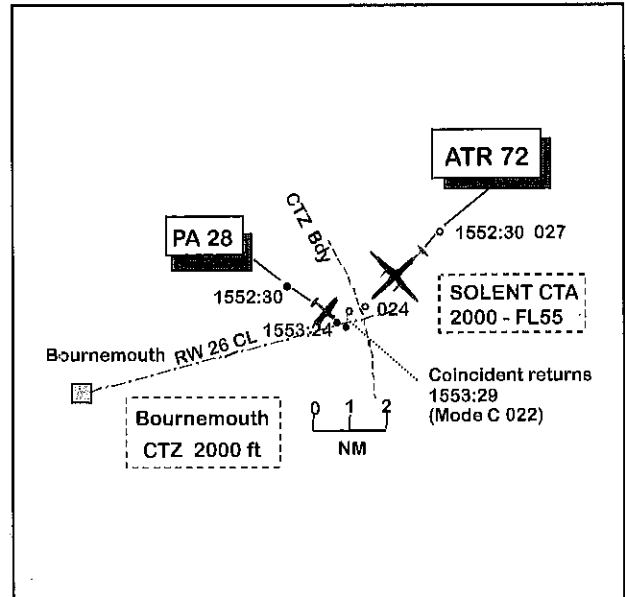 ATR 72
CTZ Bdy
PA 28
1552:30 027
1552:30
SOLENT CTA
2000 - FL55
024
1553:24
Bournemouth RW 26 CL
Coincident returns
1553:29
(Mode C 022)
Bournemouth
CTZ 2000 ft
0 1 2
NM